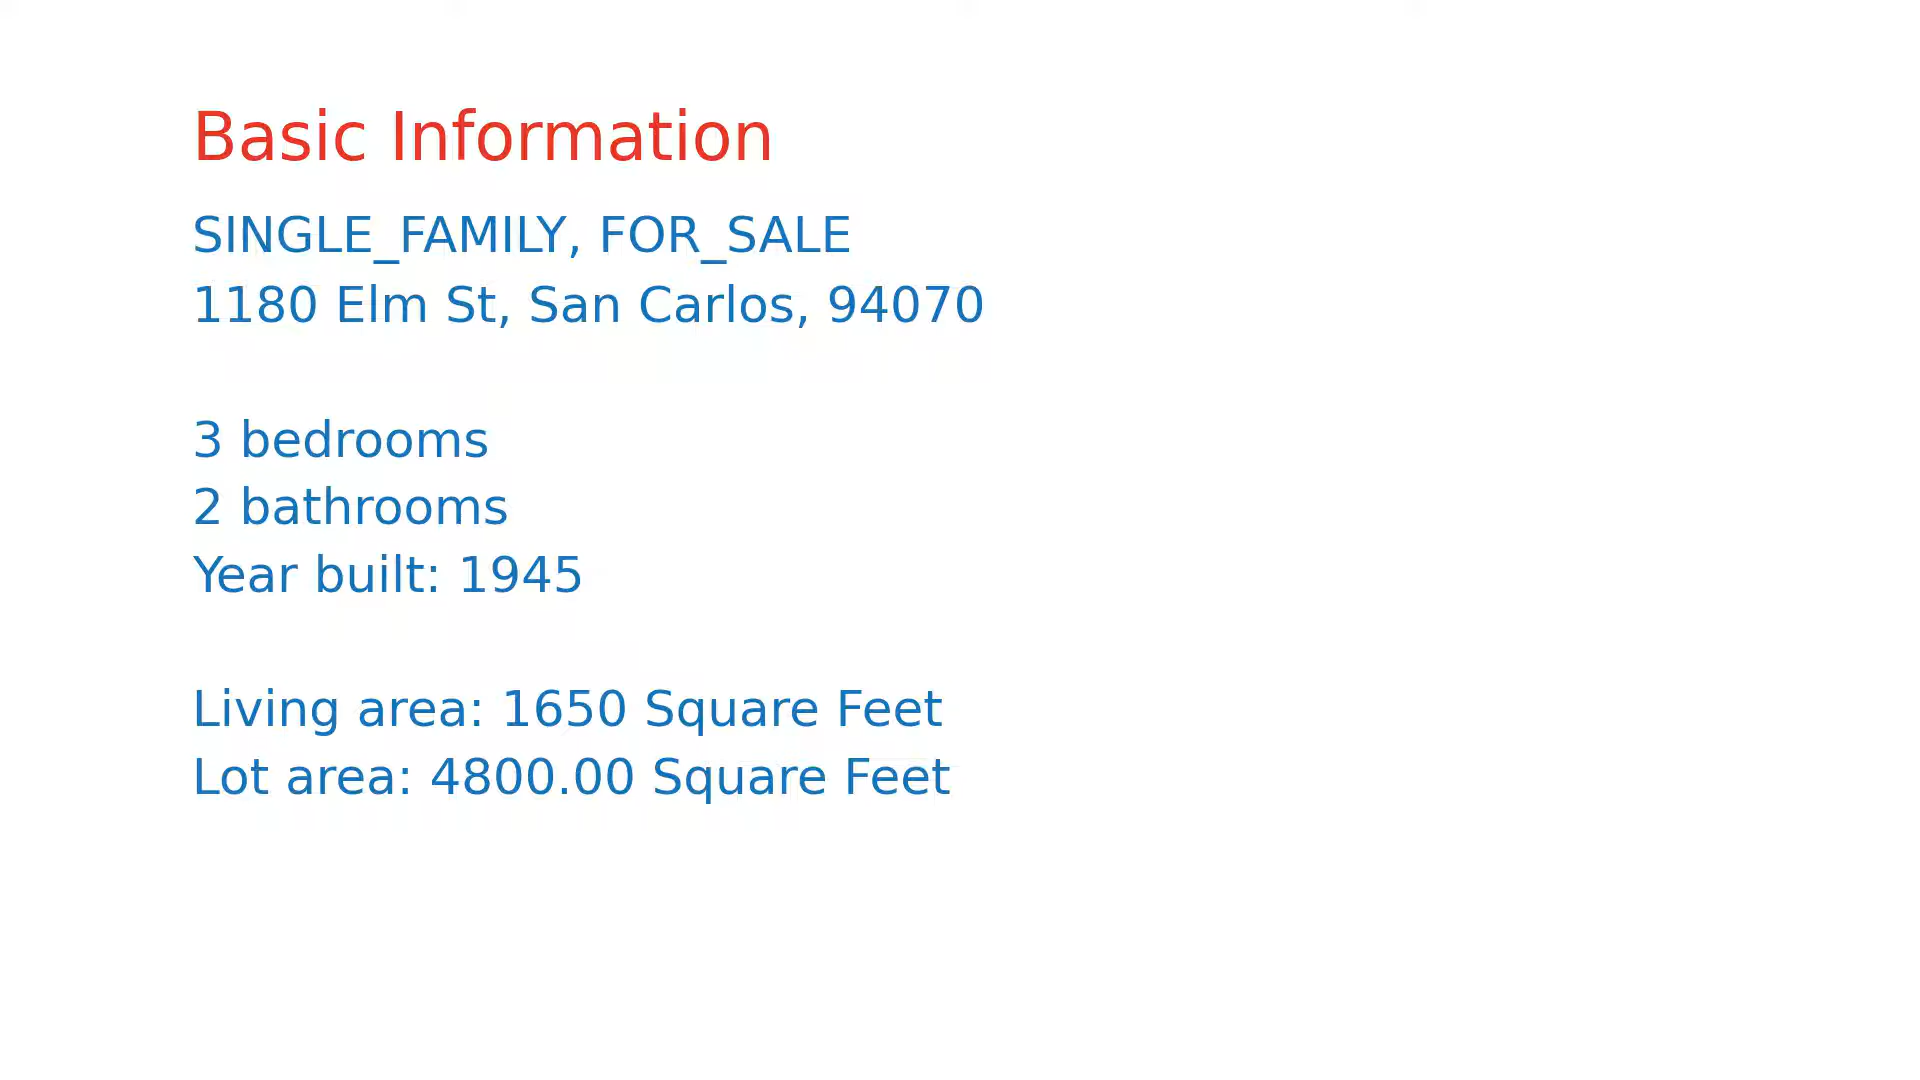 Basic Information
SINGLE_FAMILY, FOR_SALE
1180 Elm St, San Carlos, 94070
3 bedrooms
2 bathrooms
Year built: 1945
Living area: 1650 Square Feet
Lot area: 4800.00 Square Feet